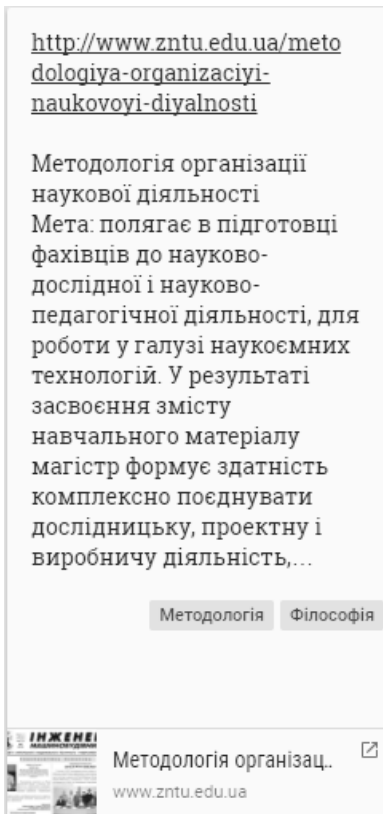 http://www.zntu.edu.ua/meto
dologiya-organizaciyi-
naukovoyi-diyalnosti
Методологія організації
наукової діяльності
Мета: полягає в підготовці
фахівців до науково-
дослідної і науково-
педагогічної діяльності, для
роботи у галузі наукоємних
технологій. У результаті
засвоєння змісту
навчального матеріалу
магістр формує здатність
комплексно поєднувати
дослідницьку, проектну і
виробничу діяльність,…
Методологія Філософія
Методологія організац..
www.zntu.edu.ua